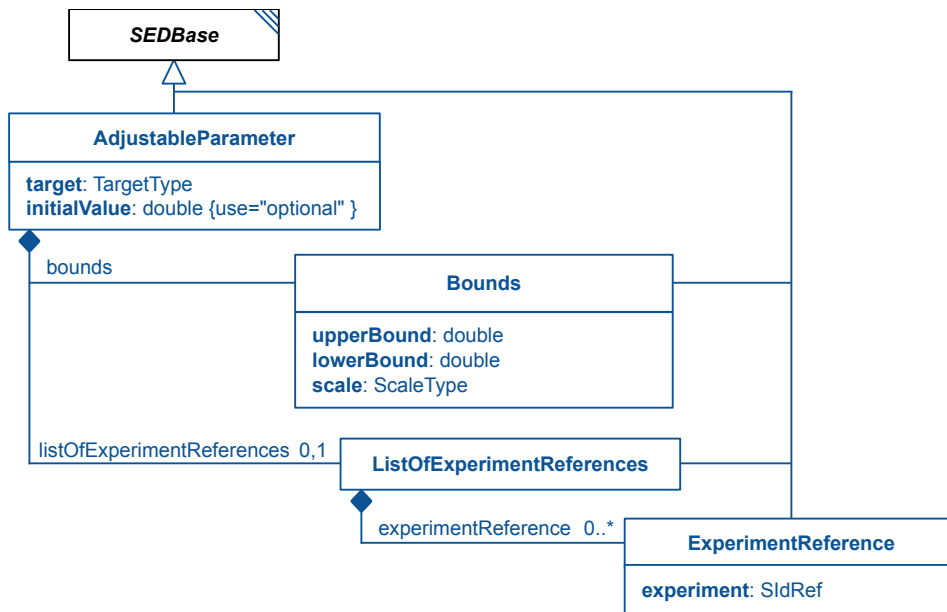 SEDBase
AdjustableParameter
target: TargetType
initialValue: double {use="optional" }
bounds
Bounds
upperBound: double
lowerBound: double
scale: ScaleType
listOfExperimentReferences 0,1
ListOfExperimentReferences
experimentReference 0..*
ExperimentReference
experiment: SIdRef